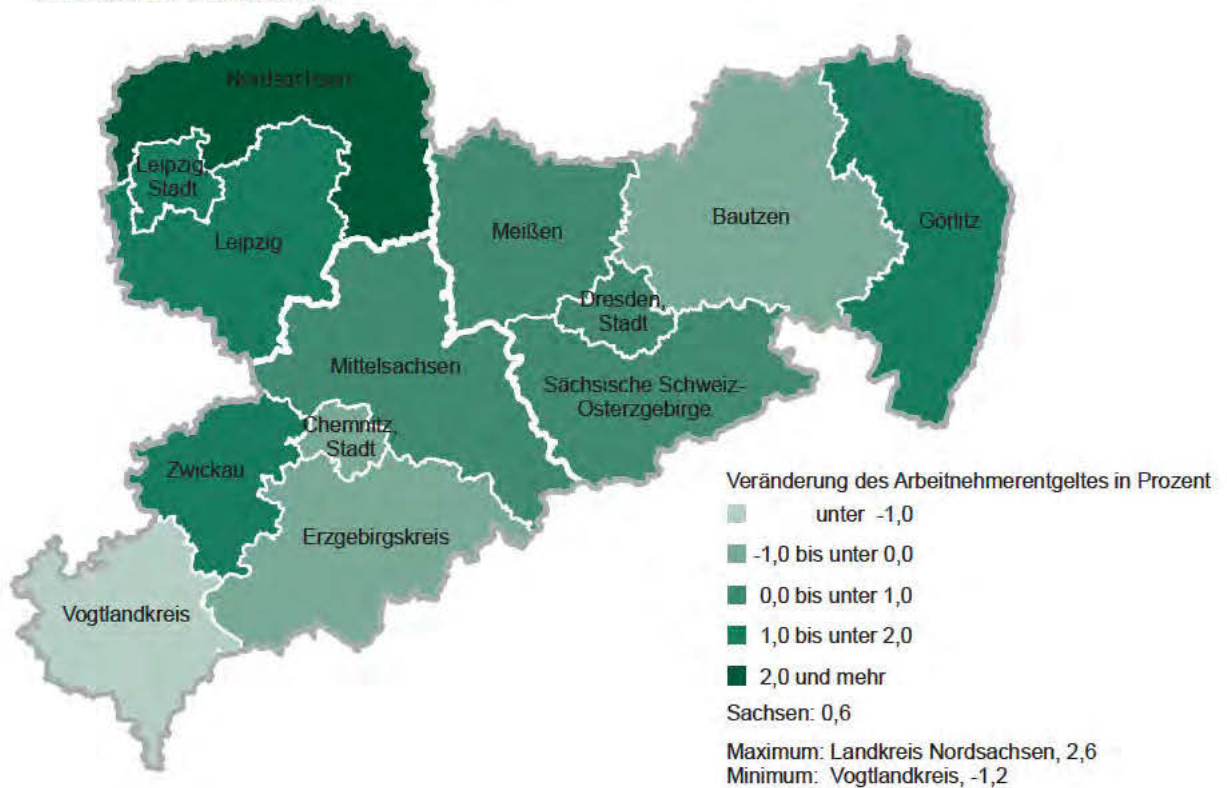 Nordsachsen
Leipzig,
Stadt
Leipzig
Meißen
Bautzen
Görlitz
Dresden,
Stadt
Mittelsachsen
Sächsische Schweiz-
Osterzgebirge
Chemnitz,
Stadt
Zwickau
Erzgebirgskreis
Vogtlandkreis
Veränderung des Arbeitnehmerentgeltes in Prozent
unter -1,0
-1,0 bis unter 0,0
0,0 bis unter 1,0
1,0 bis unter 2,0
2,0 und mehr
Sachsen: 0,6
Maximum: Landkreis Nordsachsen, 2,6
Minimum: Vogtlandkreis, -1,2